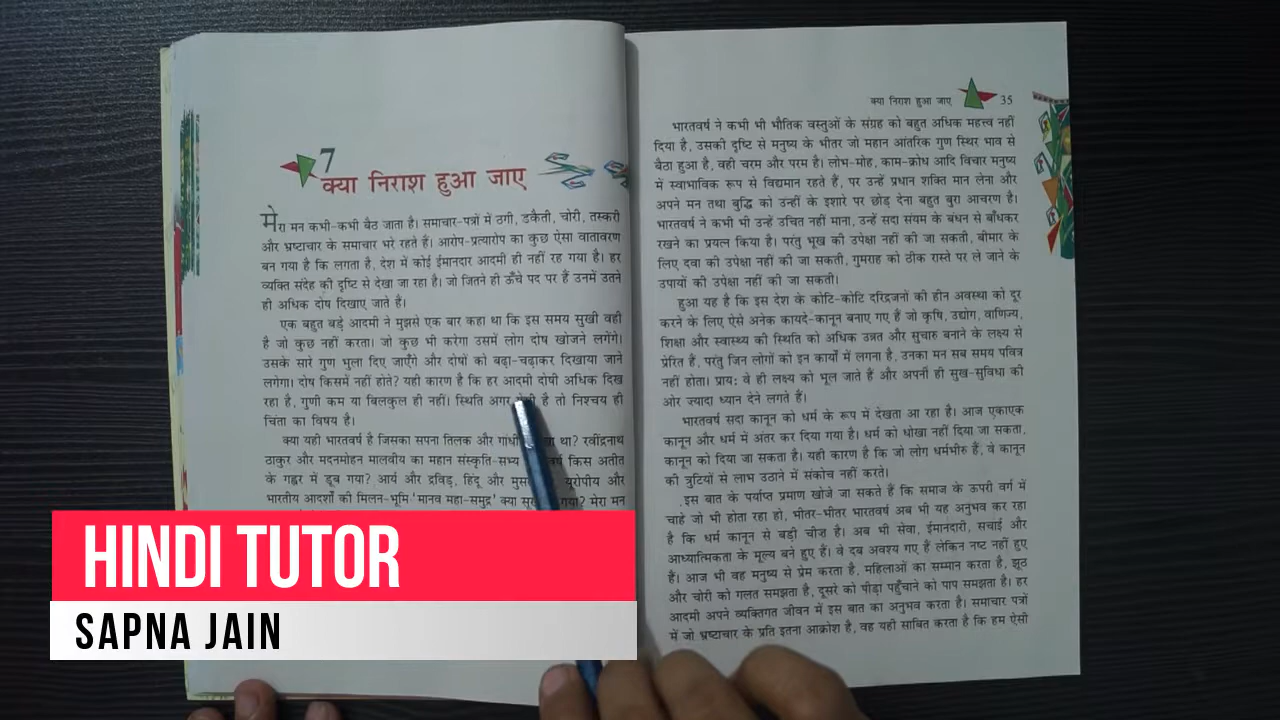 7
क्या निराश हुआ जाए
मेरा मन कभी-कभी बैठ जाता है। समाचार-पत्रों में ठगी, डकैती, चोरी, तस्करी
और भ्रष्टाचार के समाचार भरे रहते हैं। आरोप-प्रत्यारोप का कुछ ऐसा वातावरण
बन गया है कि लगता है, देश में कोई ईमानदार आदमी ही नहीं रह गया है। हर
व्यक्ति संदेह की दृष्टि से देखा जा रहा है। जो जितने ही ऊँचे पद पर हैं उनमें उतने
ही अधिक दोष दिखाए जाते हैं।
एक बहुत बड़े आदमी ने मुझसे एक बार कहा था कि इस समय सुखी वही
है जो कुछ नहीं करता। जो कुछ भी करेगा उसमें लोग दोष खोजने लगेंगे।
उसके सारे गुण भुला दिए जाएँगे और दोषों को बढ़ा-चढ़ाकर दिखाया जाने
लगेगा। दोष किसमें नहीं होते? यही कारण है कि हर आदमी दोषी अधिक दिख
रहा है, गुणी कम या बिलकुल ही नहीं। स्थिति अगर है तो निश्चय ही
चिंता का विषय है।
क्या यही भारतवर्ष है जिसका सपना तिलक और गांधी था? रवींद्रनाथ
ठाकुर और मदनमोहन मालवीय का महान संस्कृति-सभ्य किस अतीत
के गह्वर में डूब गया? आर्य और द्रविड़, हिंदू और यूरोपीय और
भारतीय आदर्शों की मिलन-भूमि 'मानव महा-समुद्र' क्या गया? मेरा मन
HINDI TUTOR
SAPNA JAIN
क्या निराश हुआ जाए 35
भारतवर्ष ने कभी भी भौतिक वस्तुओं के संग्रह को बहुत अधिक महत्त्व नहीं
दिया है, उसकी दृष्टि से मनुष्य के भीतर जो महान आंतरिक गुण स्थिर भाव से
बैठा हुआ है, वही चरम और परम है। लोभ-मोह, काम-क्रोध आदि विचार मनुष्य
में स्वाभाविक रूप से विद्यमान रहते हैं, पर उन्हें प्रधान शक्ति मान लेना और
अपने मन तथा बुद्धि को उन्हीं के इशारे पर छोड़ देना बहुत बुरा आचरण है।
भारतवर्ष ने कभी भी उन्हें उचित नहीं माना, उन्हें सदा संयम के बंधन से बाँधकर
रखने का प्रयत्न किया है। परंतु भूख की उपेक्षा नहीं की जा सकती, बीमार के
लिए दवा की उपेक्षा नहीं की जा सकती, गुमराह को ठीक रास्ते पर ले जाने के
उपायों की उपेक्षा नहीं की जा सकती।
हुआ यह है कि इस देश के कोटि-कोटि दरिद्रजनों की हीन अवस्था को दूर
करने के लिए ऐसे अनेक कायदे-कानून बनाए गए हैं जो कृषि, उद्योग, वाणिज्य,
शिक्षा और स्वास्थ्य की स्थिति को अधिक उन्नत और सुचारु बनाने के लक्ष्य से
प्रेरित हैं, परंतु जिन लोगों को इन कार्यों में लगना है, उनका मन सब समय पवित्र
नहीं होता। प्राय: वे ही लक्ष्य को भूल जाते हैं और अपनी ही सुख-सुविधा की
ओर ज्यादा ध्यान देने लगते हैं।
भारतवर्ष सदा कानून को धर्म के रूप में देखता आ रहा है। आज एकाएक
कानून और धर्म में अंतर कर दिया गया है। धर्म को धोखा नहीं दिया जा सकता,
कानून को दिया जा सकता है। यही कारण है कि जो लोग धर्मभीरु हैं, वे कानून
की त्रुटियों से लाभ उठाने में संकोच नहीं करते।
इस बात के पर्याप्त प्रमाण खोजे जा सकते हैं कि समाज के ऊपरी वर्ग में
चाहे जो भी होता रहा हो, भीतर-भीतर भारतवर्ष अब भी यह अनुभव कर रहा
है कि धर्म कानून से बड़ी चीज़ है। अब भी सेवा, ईमानदारी, सचाई और
आध्यात्मिकता के मूल्य बने हुए हैं। वे दब अवश्य गए हैं लेकिन नष्ट नहीं हुए
हैं। आज भी वह मनुष्य से प्रेम करता है, महिलाओं का सम्मान करता है, झूठ
और चोरी को गलत समझता है, दूसरे को पीड़ा पहुँचाने को पाप समझता है। हर
आदमी अपने व्यक्तिगत जीवन में इस बात का अनुभव करता है। समाचार पत्रों
में जो भ्रष्टाचार के प्रति इतना आक्रोश है, वह यही साबित करता है कि हम ऐसी